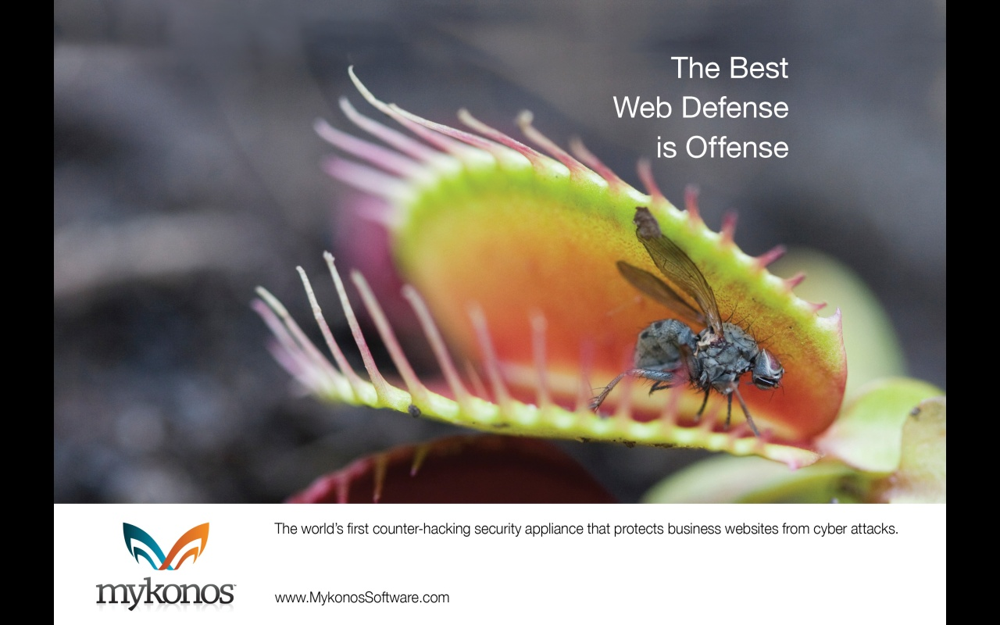 The Best
Web Defense
is Offense
The world's first counter-hacking security appliance that protects business websites from cyber attacks.
mykonos
www.MykonosSoftware.com